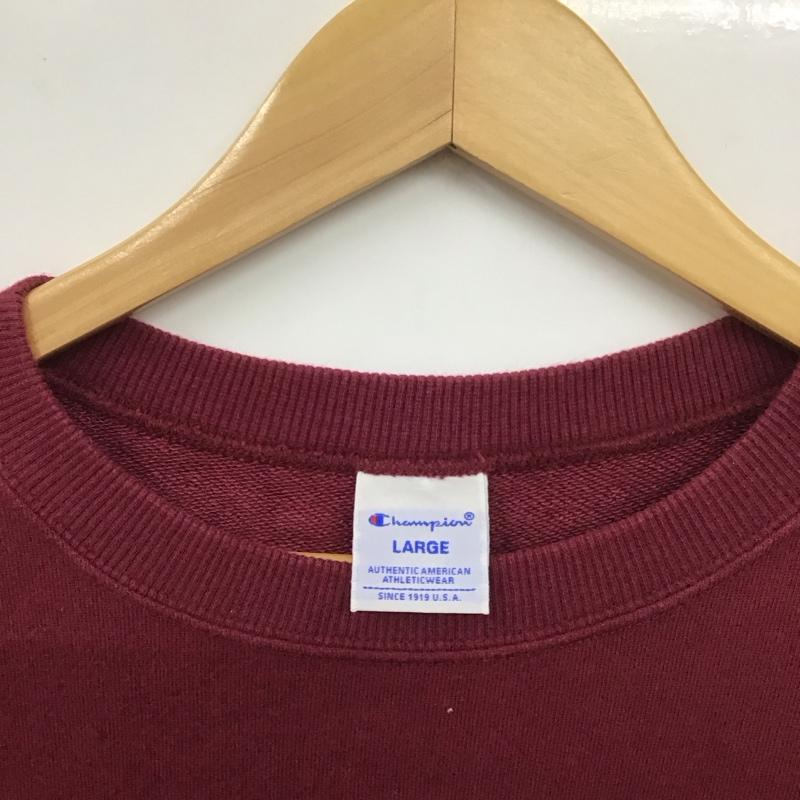 Champion®
LARGE
AUTHENTIC AMERICAN
ATHLETICWEAR
SINCE 1919 U.S.A.